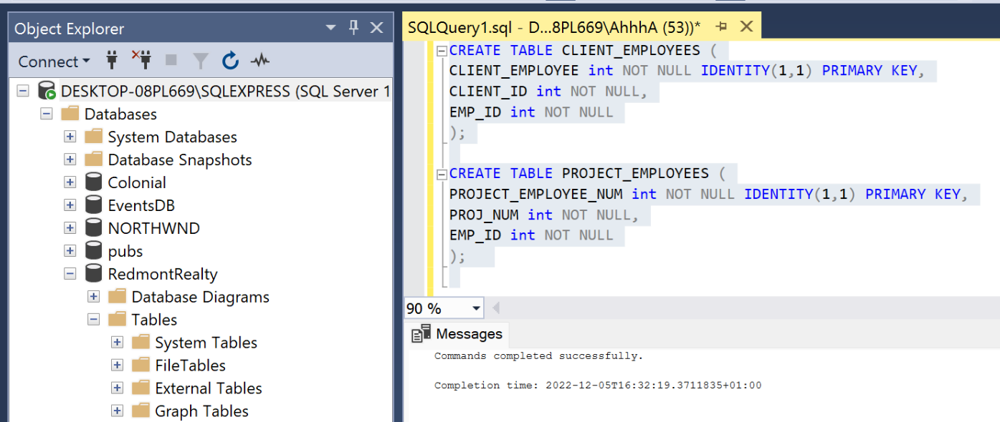 Object Explorer
Connect
DESKTOP-08PL669\SQLEXPRESS (SQL Server 1
Databases
System Databases
Database Snapshots
Colonial
EventsDB
NORTHWND
pubs
RedmontRealty
Database Diagrams
Tables
System Tables
FileTables
External Tables
Graph Tables
SQLQuery1.sql - D...8PL669\AhhhA (53))*
CREATE TABLE CLIENT_EMPLOYEES (
CLIENT_EMPLOYEE int NOT NULL IDENTITY(1,1) PRIMARY KEY,
CLIENT_ID int NOT NULL,
EMP_ID int NOT NULL
);
CREATE TABLE PROJECT_EMPLOYEES (
PROJECT_EMPLOYEE_NUM int NOT NULL IDENTITY(1,1) PRIMARY KEY,
PROJ_NUM int NOT NULL,
EMP_ID int NOT NULL
);
90 %
Messages
Commands completed successfully.
Completion time: 2022-12-05T16:32:19.3711835+01:00